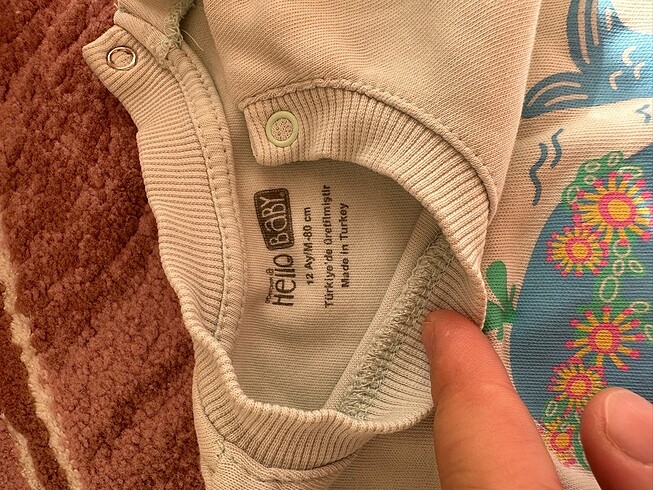 Hello BABY
12 Ay/M-80 cm
Türkiye'de üretilmiştir
Made in Turkey